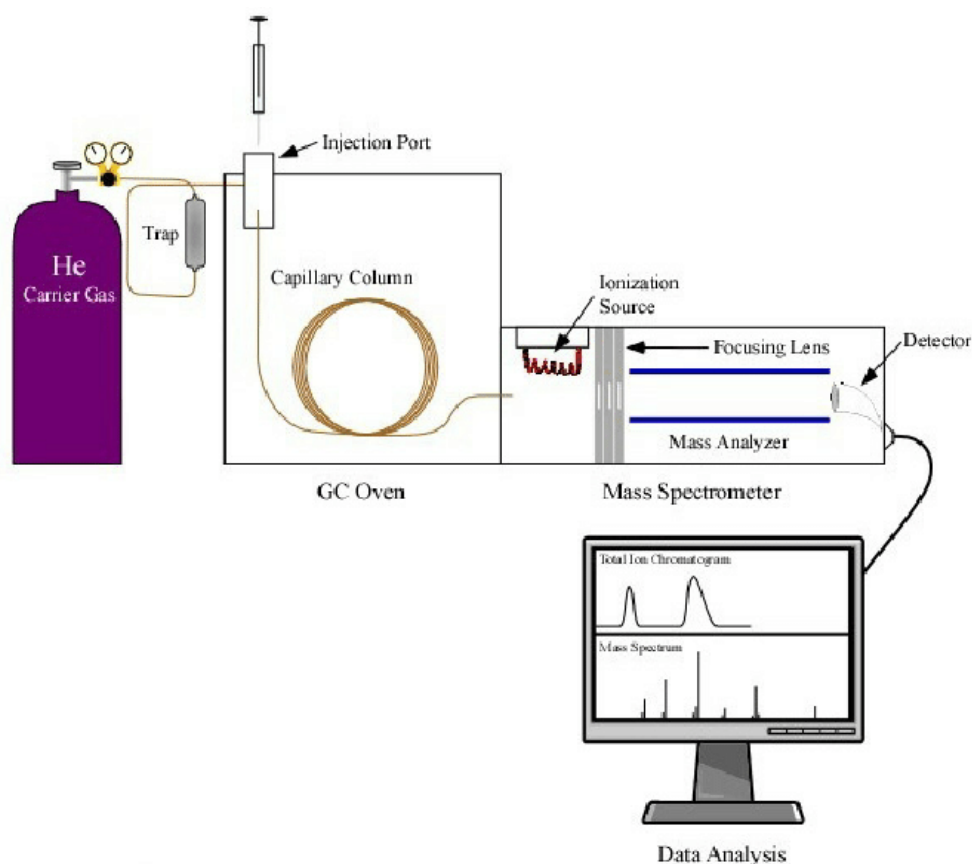 Injection Port
Trap
He
Carrier Gas
Capillary Column
Ionization
Source
Focusing Lens
Detector
Mass Analyzer
GC Oven
Mass Spectrometer
Total Ion Chromatogram
Mass Spectrum
Data Analysis